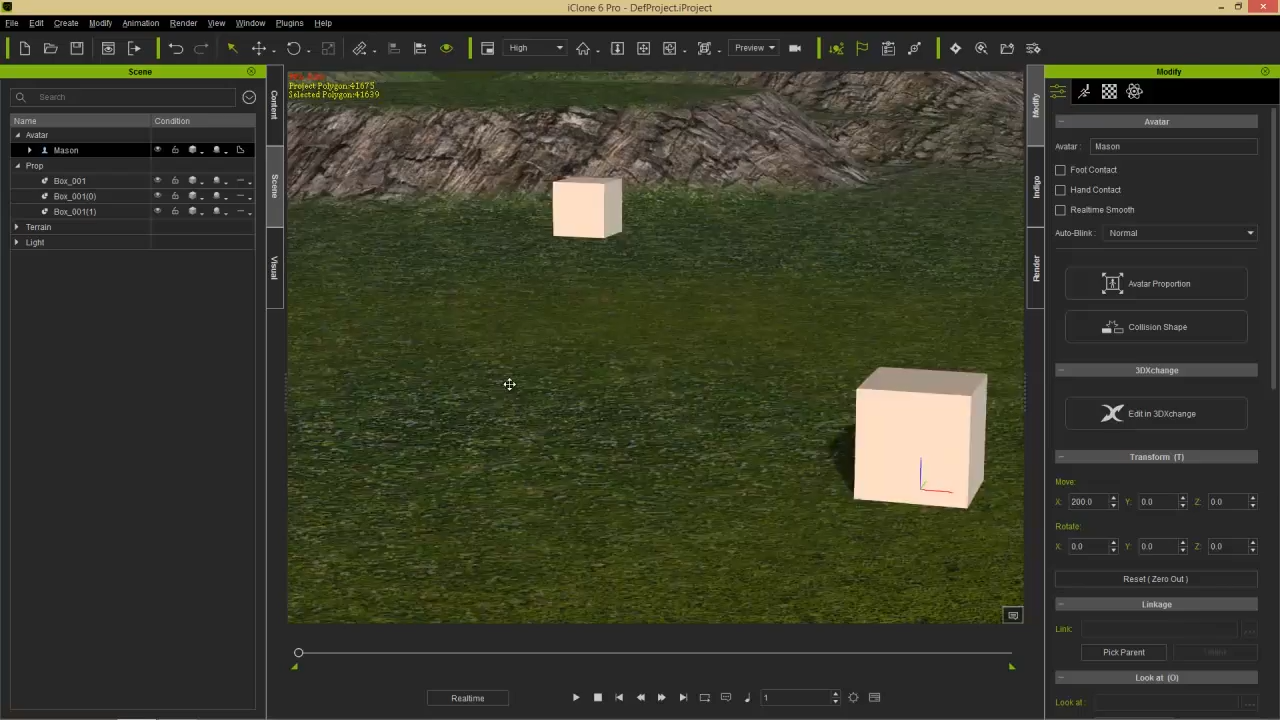 iClone 6 Pro - DefProject.iProject
File Edit Create Modify Animation Render View Window Plugins Help
High Preview
Scene
Search
Name Condition
Avatar
Mason
Prop
Box_001
Box_001(0)
Box_001(1)
Terrain
Light
Content
Scene
Visual
Project Polygon:41675
Selected Polygon:41639
Realtime
1
Modify
Indigo
Render
Modify
Avatar
Avatar : Mason
Foot Contact
Hand Contact
Realtime Smooth
Auto-Blink : Normal
Avatar Proportion
Collision Shape
3DXchange
Edit in 3DXchange
Transform (T)
Move:
X: 200.0 Y: 0.0 Z: 0.0
Rotate:
X: 0.0 Y: 0.0 Z: 0.0
Reset ( Zero Out )
Linkage
Link:
Pick Parent
Look at (O)
Look at :